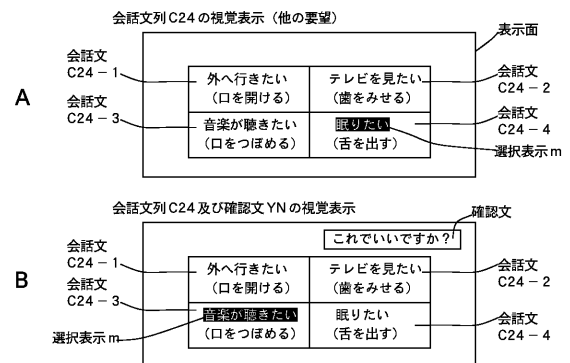 会話文列C24の視覚表示（他の要望）
表示面
会話文
C24－1
外へ行きたい
（口を開ける）
テレビを見たい
（歯をみせる）
会話文
C24－2
A
会話文
C24－3
音楽が聴きたい
（口をつぼめる）
眠りたい
（舌を出す）
会話文
C24－4
選択表示m
会話文列C24及び確認文YNの視覚表示
確認文
これでいいですか？
会話文
C24－1
外へ行きたい
（口を開ける）
テレビを見たい
（歯をみせる）
会話文
C24－2
B
会話文
C24－3
音楽が聴きたい
（口をつぼめる）
眠りたい
（舌を出す）
会話文
C24－4
選択表示m